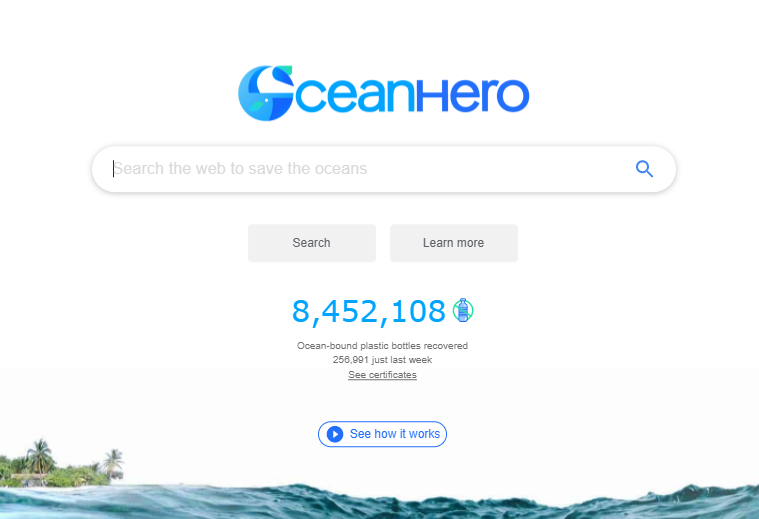 OceanHero
Search the web to save the oceans
Search
Learn more
8,452,108
Ocean-bound plastic bottles recovered
256,991 just last week
See certificates
See how it works